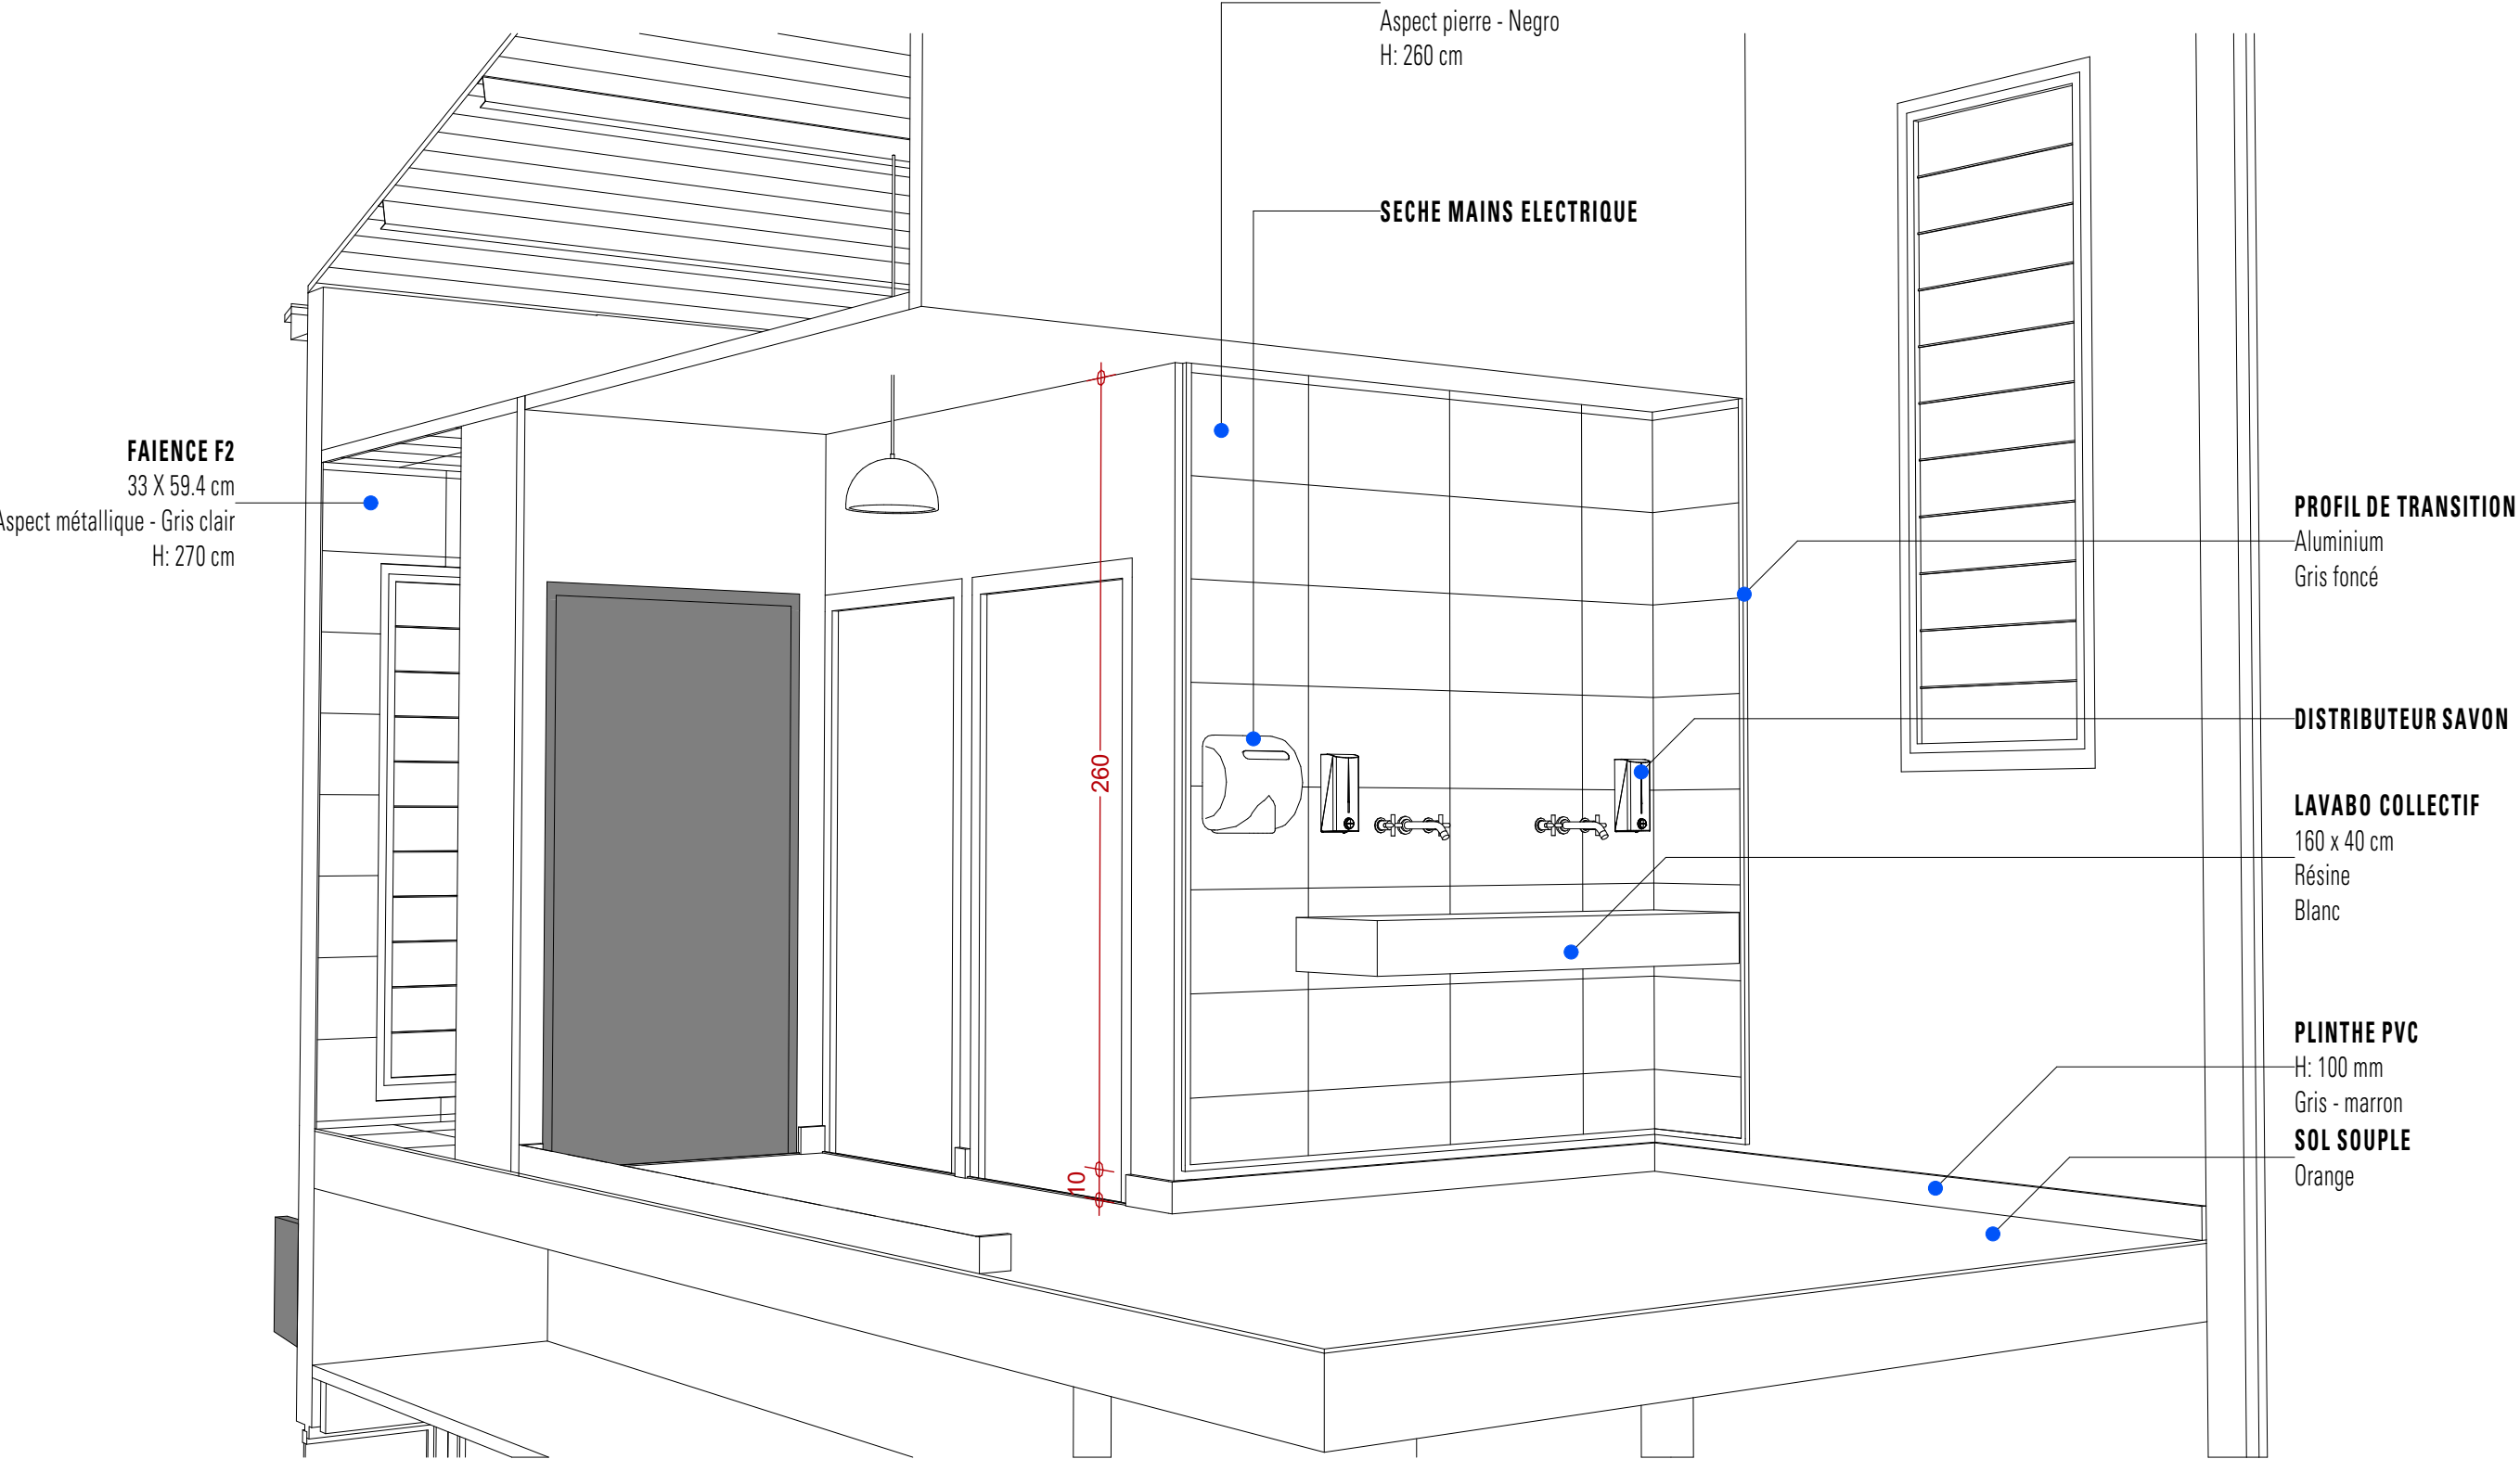 Aspect pierre - Negro
H: 260 cm
SECHE MAINS ELECTRIQUE
FAIENCE F2
33 X 59.4 cm
Aspect métallique - Gris clair
H: 270 cm
PROFIL DE TRANSITION
Aluminium
Gris foncé
DISTRIBUTEUR SAVON
260
LAVABO COLLECTIF
160 x 40 cm
Résine
Blanc
PLINTHE PVC
H: 100 mm
Gris - marron
SOL SOUPLE
Orange
10